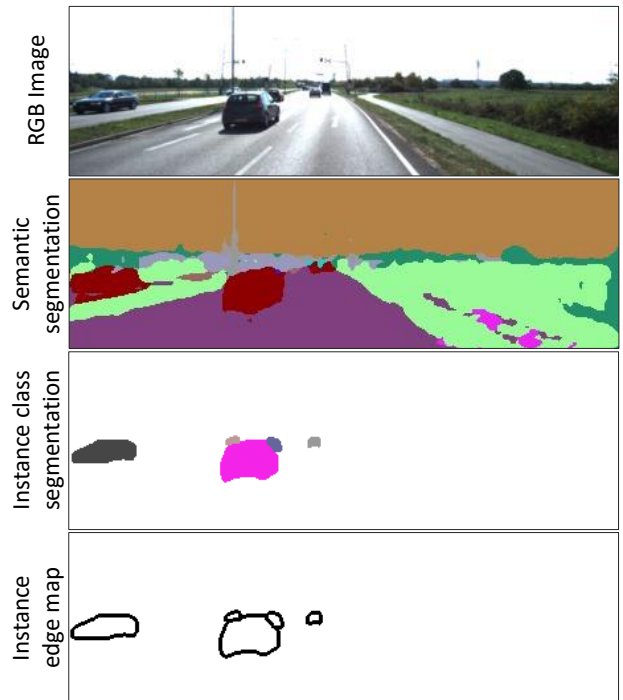 RGB Image
Semantic
segmentation
Instance class
segmentation
Instance
edge map